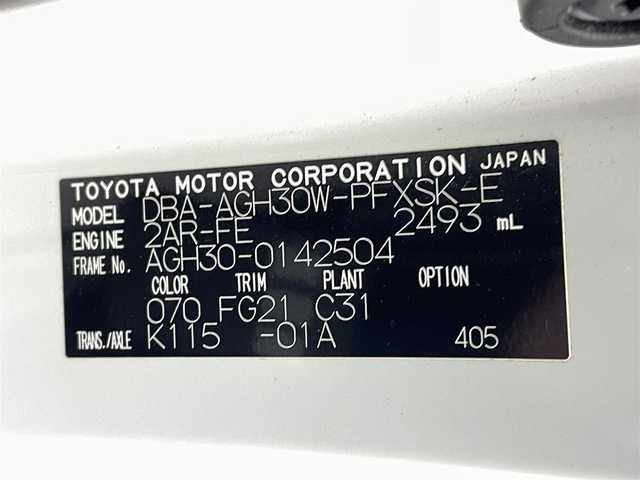 TOYOTA MOTOR CORPORATION JAPAN
MODEL DBA-AGH30W-PFXSK-E
ENGINE 2AR-FE 2493 mL
FRAME No. AGH30-0142504
COLOR TRIM PLANT OPTION
070 FG21 C31
TRANS./AXLE K115 -01A 405